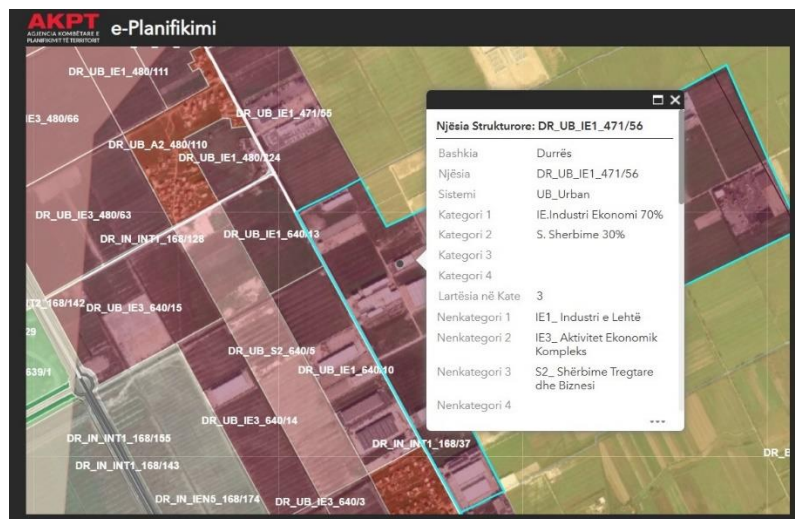 AKPT
AGJENCIA KOMBËTARE E
PLANIFIKIMIT TË TERRITORIT
e-Planifikimi
DR_UB_IE1_480/111
DR_UB_IE1_471/55
IE3_480/66
DR_UB_A2_480/110
DR_UB_IE1_480/224
DR_UB_IE3_480/63
DR_IN_INT1_168/128
DR_UB_IE1_640/13
168/142
DR_UB_IE3_640/15
29
DR_UB_S2_640/5
639/1
DR_UB_IE1_640/10
DR_UB_IE3_640/14
DR_IN_INT1_168/155
DR_IN_INT1_168/37
DR_IN_INT1_168/143
DR_IN_IEN5_168/174
DR_UB_IE3_640/3
Njësia Strukturore: DR_UB_IE1_471/56
Bashkia Durrës
Njësia DR_UB_IE1_471/56
Sistemi UB_Urban
Kategori 1 IE.Industri Ekonomi 70%
Kategori 2 S. Sherbime 30%
Kategori 3
Kategori 4
Lartësia në Kate 3
Nenkategori 1 IE1_ Industri e Lehtë
Nenkategori 2 IE3_ Aktivitet Ekonomik
Kompleks
Nenkategori 3 S2_ Shërbime Tregtare
dhe Biznesi
Nenkategori 4